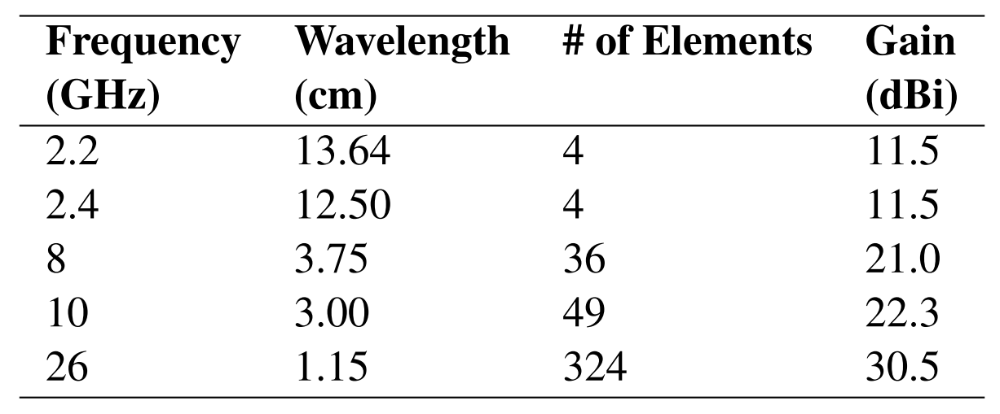 Frequency Wavelength # of Elements Gain
(GHz) (cm) (dBi)
2.2 13.64 4 11.5
2.4 12.50 4 11.5
8 3.75 36 21.0
10 3.00 49 22.3
26 1.15 324 30.5